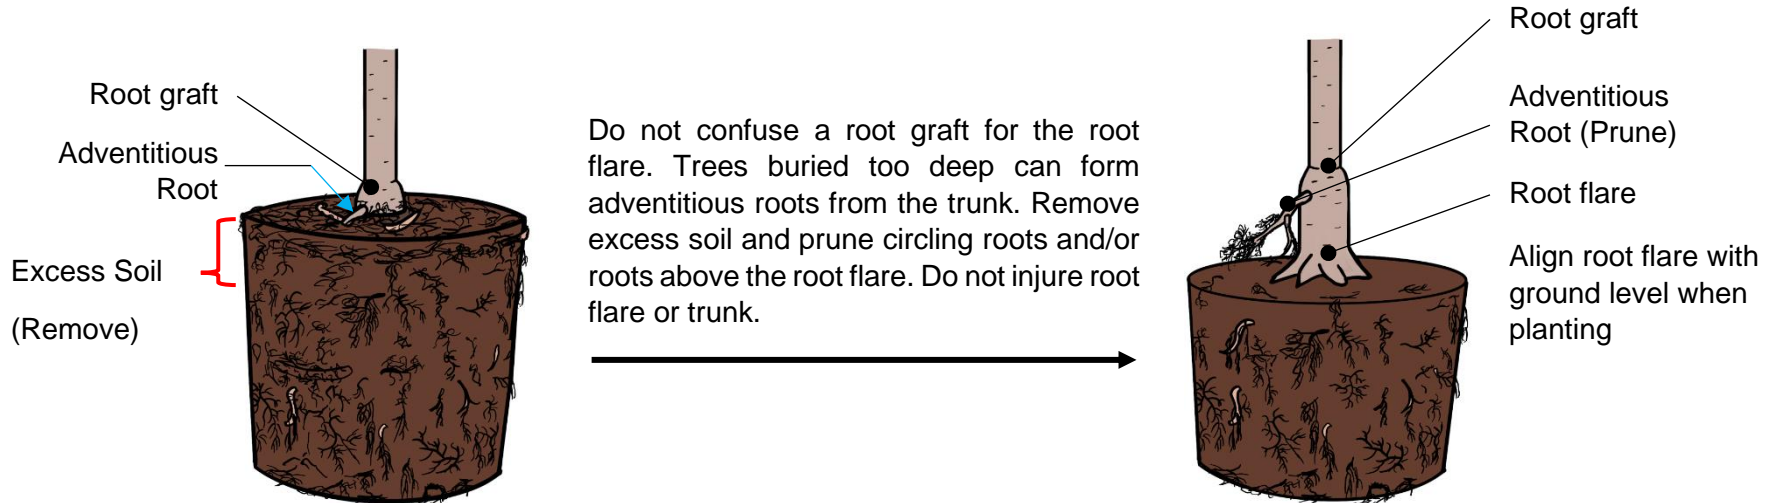 Root graft
Adventitious
Root
Excess Soil
(Remove)
Do not confuse a root graft for the root
flare. Trees buried too deep can form
adventitious roots from the trunk. Remove
excess soil and prune circling roots and/or
roots above the root flare. Do not injure root
flare or trunk.
Root graft
Adventitious
Root (Prune)
Root flare
Align root flare with
ground level when
planting